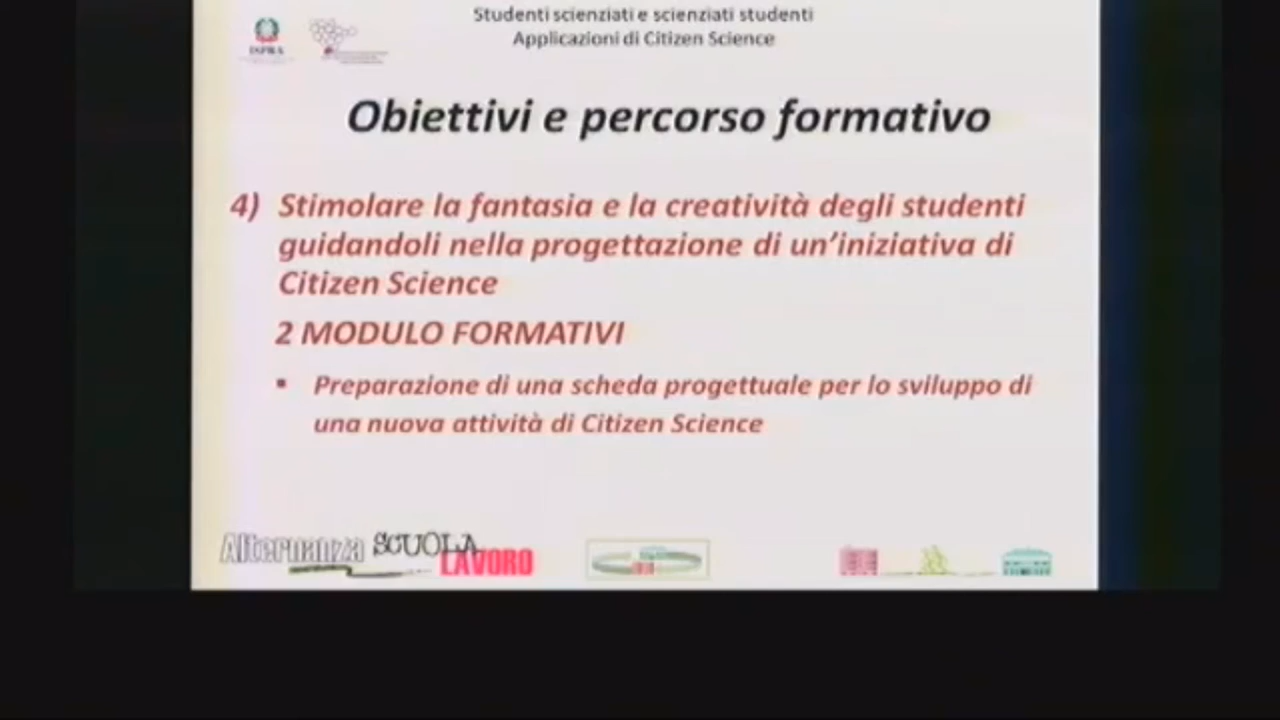 Studenti scienziati e scienziati studenti
Applicazioni di Citizen Science
ISPRA
Obiettivi e percorso formativo
4) Stimolare la fantasia e la creatività degli studenti
guidandoli nella progettazione di un'iniziativa di
Citizen Science
2 MODULO FORMATIVI
▪ Preparazione di una scheda progettuale per lo sviluppo di
una nuova attività di Citizen Science
Alternanza SCUOLA
LAVORO